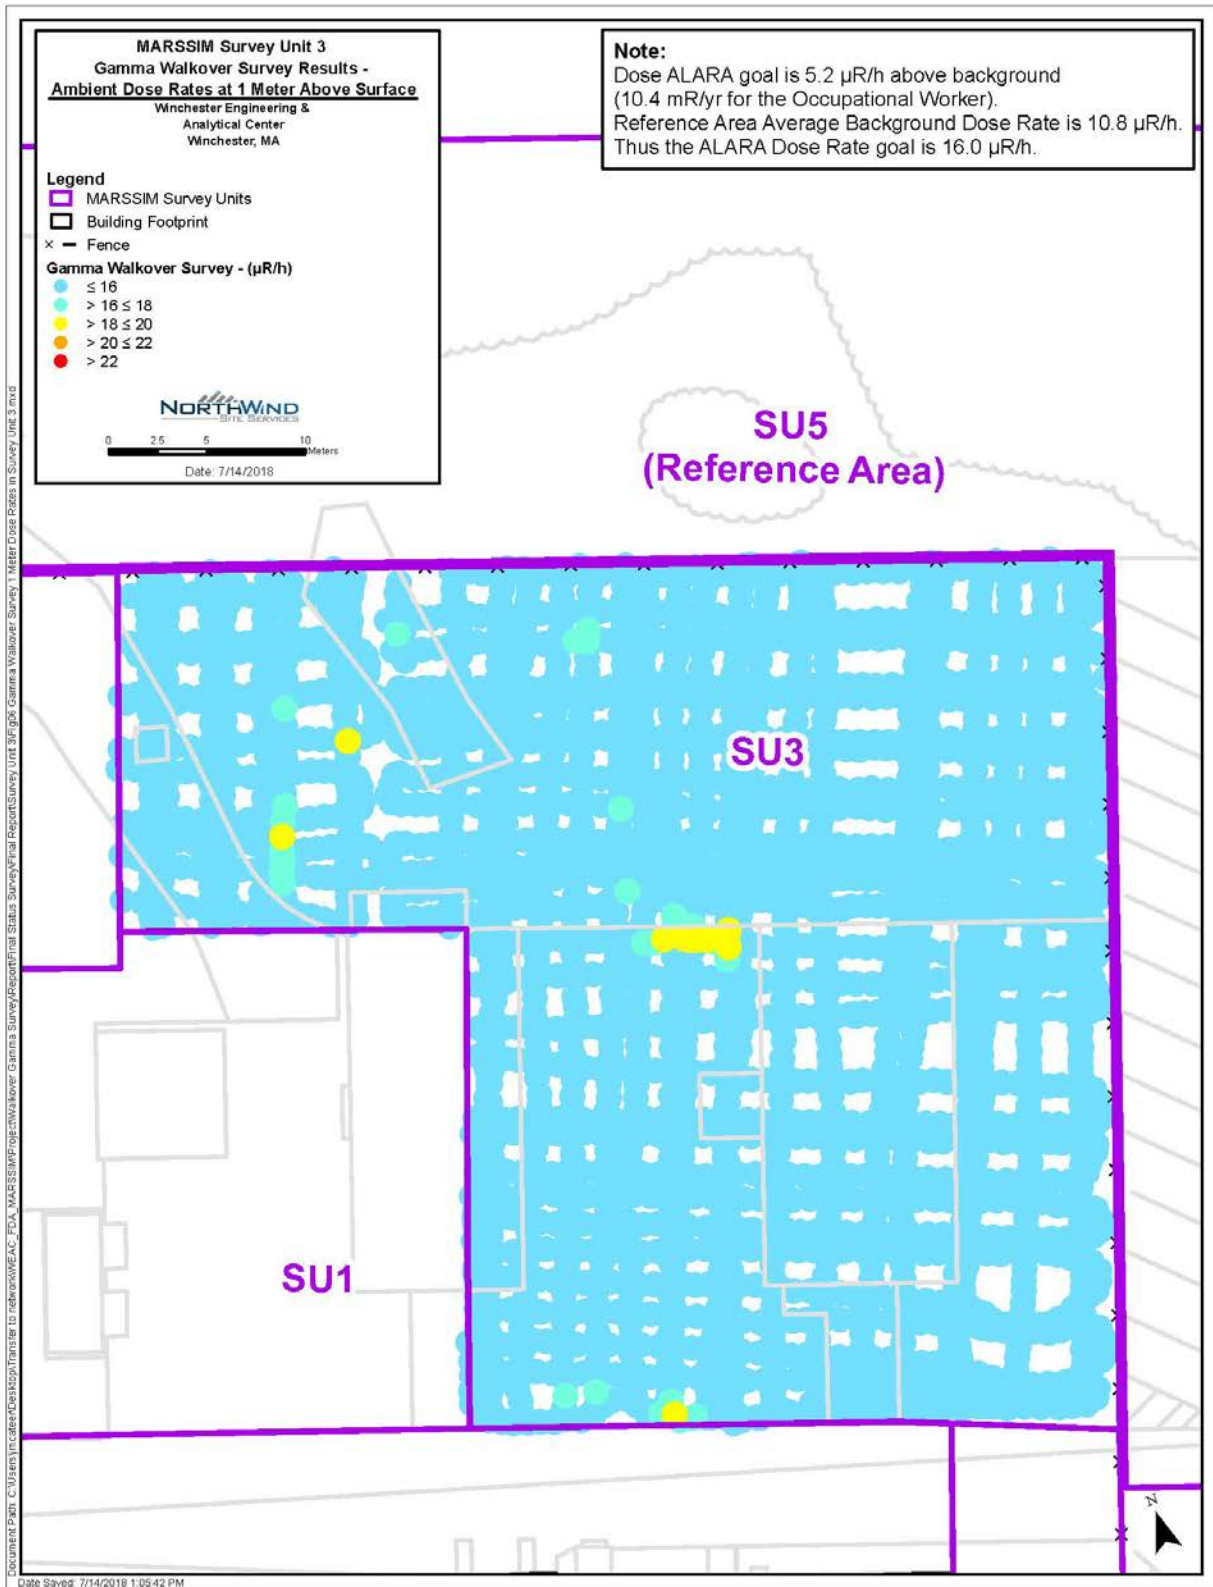 MARSSIM Survey Unit 3
Gamma Walkover Survey Results -
Ambient Dose Rates at 1 Meter Above Surface
Winchester Engineering &
Analytical Center
Winchester, MA
Legend
MARSSIM Survey Units
Building Footprint
Fence
Gamma Walkover Survey - (µR/h)
≤ 16
> 16 ≤ 18
> 18 ≤ 20
> 20 ≤ 22
> 22
NORTHWIND
SITE SERVICES
0 2.5 5 10
Meters
Date: 7/14/2018
Note:
Dose ALARA goal is 5.2 µR/h above background
(10.4 mR/yr for the Occupational Worker).
Reference Area Average Background Dose Rate is 10.8 µR/h.
Thus the ALARA Dose Rate goal is 16.0 µR/h.
SU5
(Reference Area)
SU3
SU1
N
Date Saved: 7/14/2018 1:05:42 PM